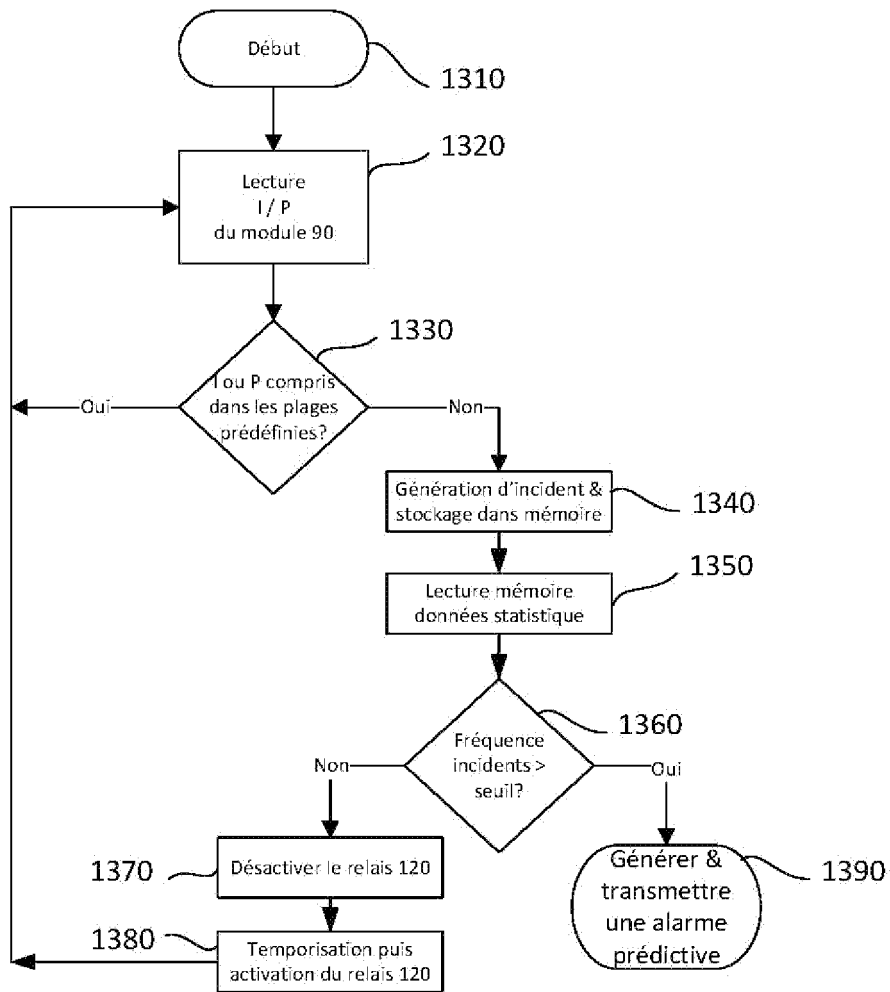 Début
1310
1320
Lecture
I / P
du module 90
1330
I ou P compris
dans les plages
prédéfinies?
Oui
Non
Génération d'incident &
stockage dans mémoire
1340
1350
Lecture mémoire
données statistique
1360
Fréquence
incidents >
seuil?
Non
Oui
1370
Désactiver le relais 120
1380
Temporisation puis
activation du relais 120
Générer &
transmettre
une alarme
prédictive
1390